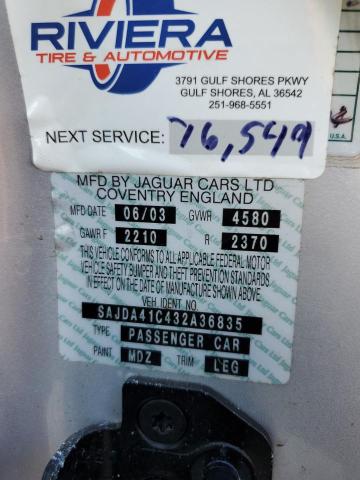 RIVIERA
TIRE & AUTOMOTIVE
3791 GULF SHORES PKWY
GULF SHORES, AL 36542
251-968-5551
NEXT SERVICE: 76,549
U.S.A.
MFD BY JAGUAR CARS LTD
COVENTRY ENGLAND
MFD DATE 06/03 GVWR 4580
GAWR F 2210 R 2370
THIS VEHICLE CONFORMS TO ALL APPLICABLE FEDERAL MOTOR
VEHICLE SAFETY BUMPER AND THEFT PREVENTION STANDARDS
IN EFFECT ON THE DATE OF MANUFACTURE SHOWN ABOVE.
VEH IDENT NO
SAJDA41C432A36835
TYPE PASSENGER CAR
PAINT MDZ TRIM LEG